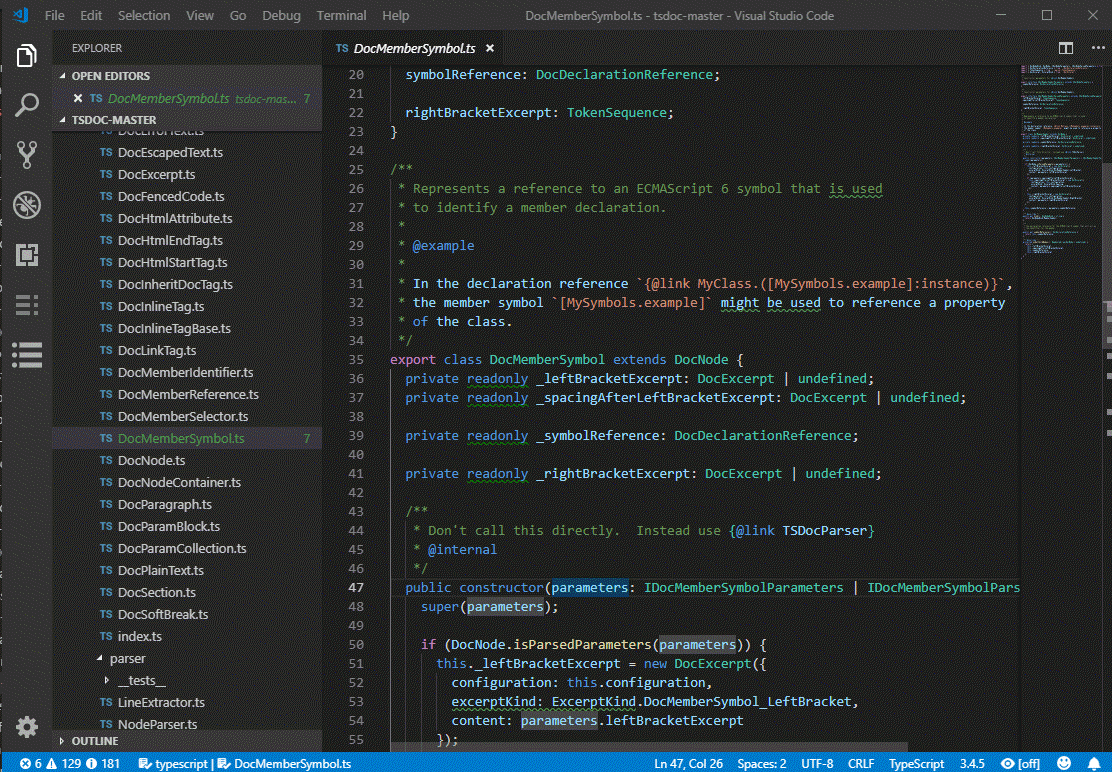 File Edit Selection View Go Debug Terminal Help DocMemberSymbol.ts - tsdoc-master - Visual Studio Code
EXPLORER
OPEN EDITORS
TS DocMemberSymbol.ts tsdoc-mas... 7
TSDOC-MASTER
TS DocErrorText.ts
TS DocEscapedText.ts
TS DocExcerpt.ts
TS DocFencedCode.ts
TS DocHtmlAttribute.ts
TS DocHtmlEndTag.ts
TS DocHtmlStartTag.ts
TS DocInheritDocTag.ts
TS DocInlineTag.ts
TS DocInlineTagBase.ts
TS DocLinkTag.ts
TS DocMemberIdentifier.ts
TS DocMemberReference.ts
TS DocMemberSelector.ts
TS DocMemberSymbol.ts 7
TS DocNode.ts
TS DocNodeContainer.ts
TS DocParagraph.ts
TS DocParamBlock.ts
TS DocParamCollection.ts
TS DocPlainText.ts
TS DocSection.ts
TS DocSoftBreak.ts
TS index.ts
parser
__tests__
TS LineExtractor.ts
TS NodeParser.ts
OUTLINE
TS DocMemberSymbol.ts ×
20 symbolReference: DocDeclarationReference;
21
22 rightBracketExcerpt: TokenSequence;
23 }
24
25 /**
26 * Represents a reference to an ECMAScript 6 symbol that is used
27 * to identify a member declaration.
28 *
29 * @example
30 *
31 * In the declaration reference `{@link MyClass.([MySymbols.example]:instance)}`,
32 * the member symbol `[MySymbols.example]` might be used to reference a property
33 * of the class.
34 */
35 export class DocMemberSymbol extends DocNode {
36 private readonly _leftBracketExcerpt: DocExcerpt | undefined;
37 private readonly _spacingAfterLeftBracketExcerpt: DocExcerpt | undefined;
38
39 private readonly _symbolReference: DocDeclarationReference;
40
41 private readonly _rightBracketExcerpt: DocExcerpt | undefined;
42
43 /**
44 * Don't call this directly.  Instead use {@link TSDocParser}
45 * @internal
46 */
47 public constructor(parameters: IDocMemberSymbolParameters | IDocMemberSymbolPars
48 super(parameters);
49
50 if (DocNode.isParsedParameters(parameters)) {
51 this._leftBracketExcerpt = new DocExcerpt({
52 configuration: this.configuration,
53 excerptKind: ExcerptKind.DocMemberSymbol_LeftBracket,
54 content: parameters.leftBracketExcerpt
55 });
6 129 181 typescript | DocMemberSymbol.ts Ln 47, Col 26 Spaces: 2 UTF-8 CRLF TypeScript 3.4.5 [off]